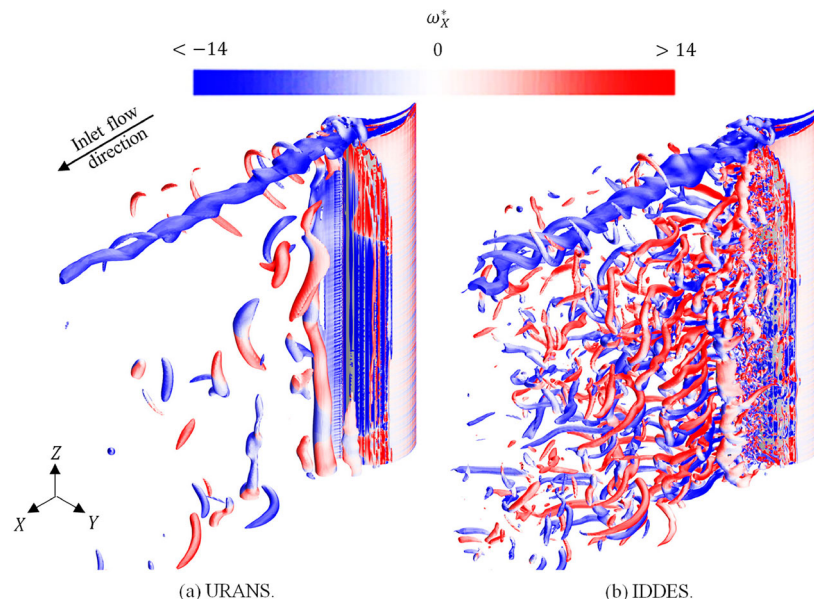 ω*X
< −14
0
> 14
Inlet flow
direction
Z
X
Y
(a) URANS.
(b) IDDES.